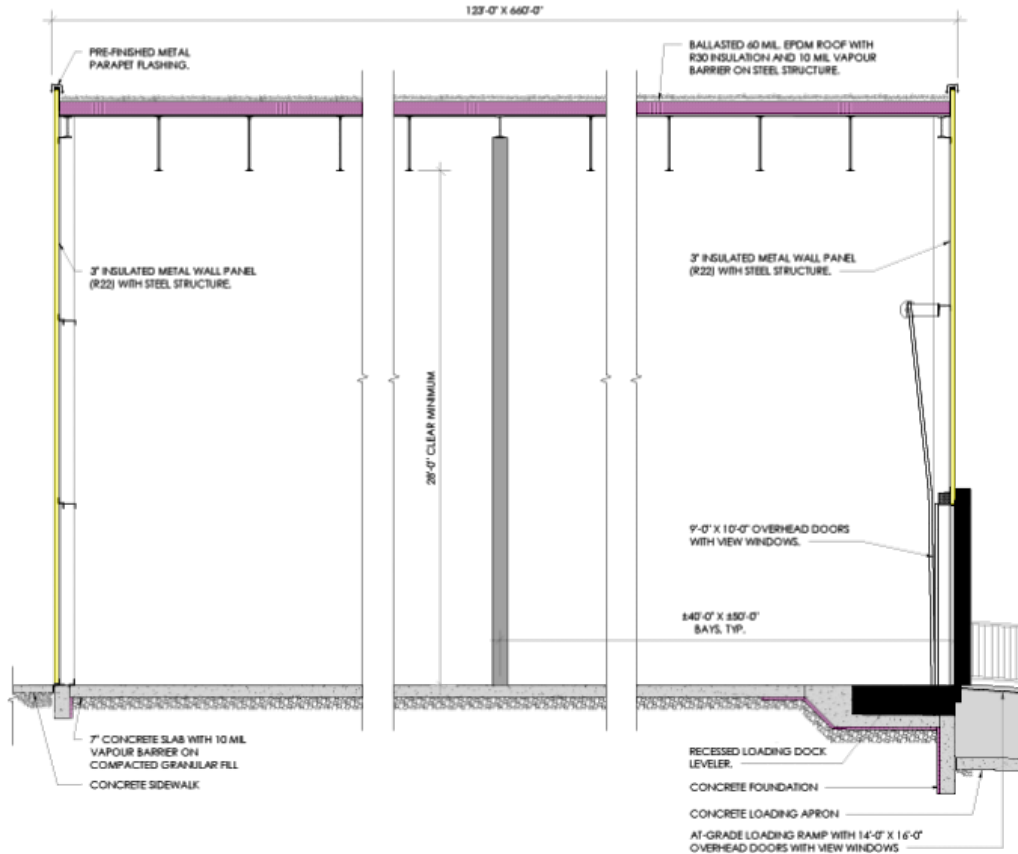 123'-0" X 660'-0"
PRE-FINISHED METAL
PARAPET FLASHING.
BALLASTED 60 MIL. EPDM ROOF WITH
R30 INSULATION AND 10 MIL VAPOUR
BARRIER ON STEEL STRUCTURE.
3" INSULATED METAL WALL PANEL
(R22) WITH STEEL STRUCTURE.
3" INSULATED METAL WALL PANEL
(R22) WITH STEEL STRUCTURE.
28'-0" CLEAR MINIMUM
9'-0" X 10'-0" OVERHEAD DOORS
WITH VIEW WINDOWS.
±40'-0" X ±50'-0"
BAYS, TYP.
7" CONCRETE SLAB WITH 10 MIL
VAPOUR BARRIER ON
COMPACTED GRANULAR FILL
CONCRETE SIDEWALK
RECESSED LOADING DOCK
LEVELER.
CONCRETE FOUNDATION
CONCRETE LOADING APRON
AT-GRADE LOADING RAMP WITH 14'-0" X 16'-0"
OVERHEAD DOORS WITH VIEW WINDOWS